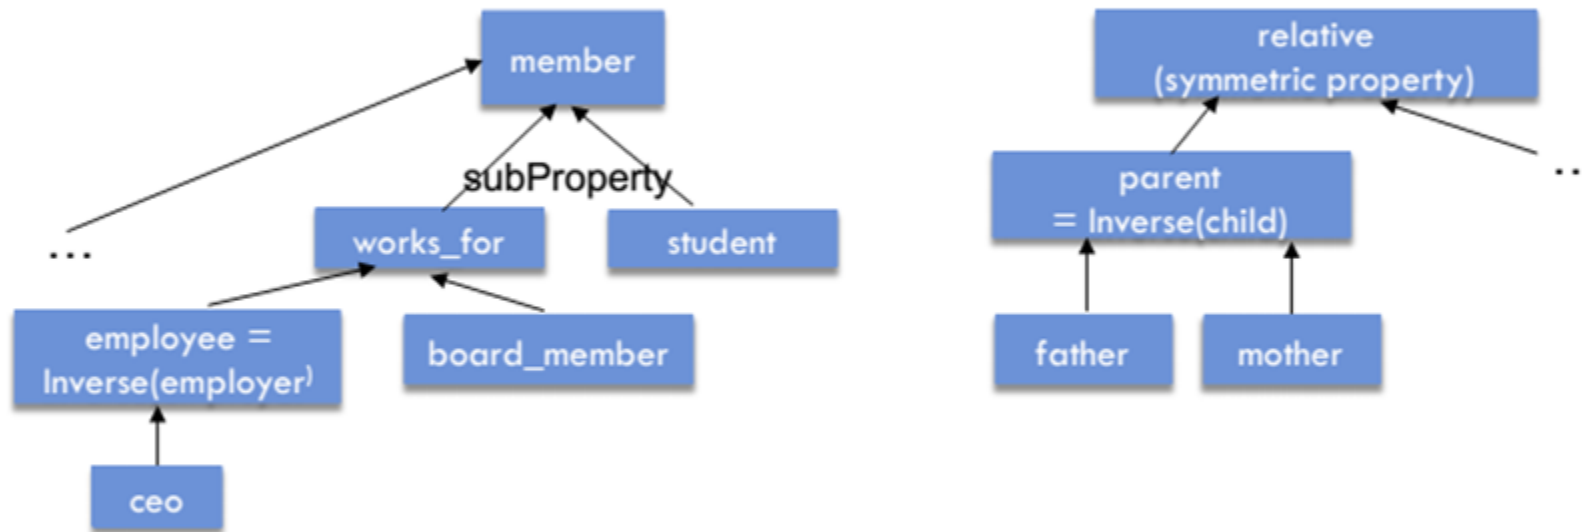 member
relative
(symmetric property)
subProperty
parent
= Inverse(child)
...
works_for
student
..
employee =
Inverse(employer)
board_member
father
mother
ceo